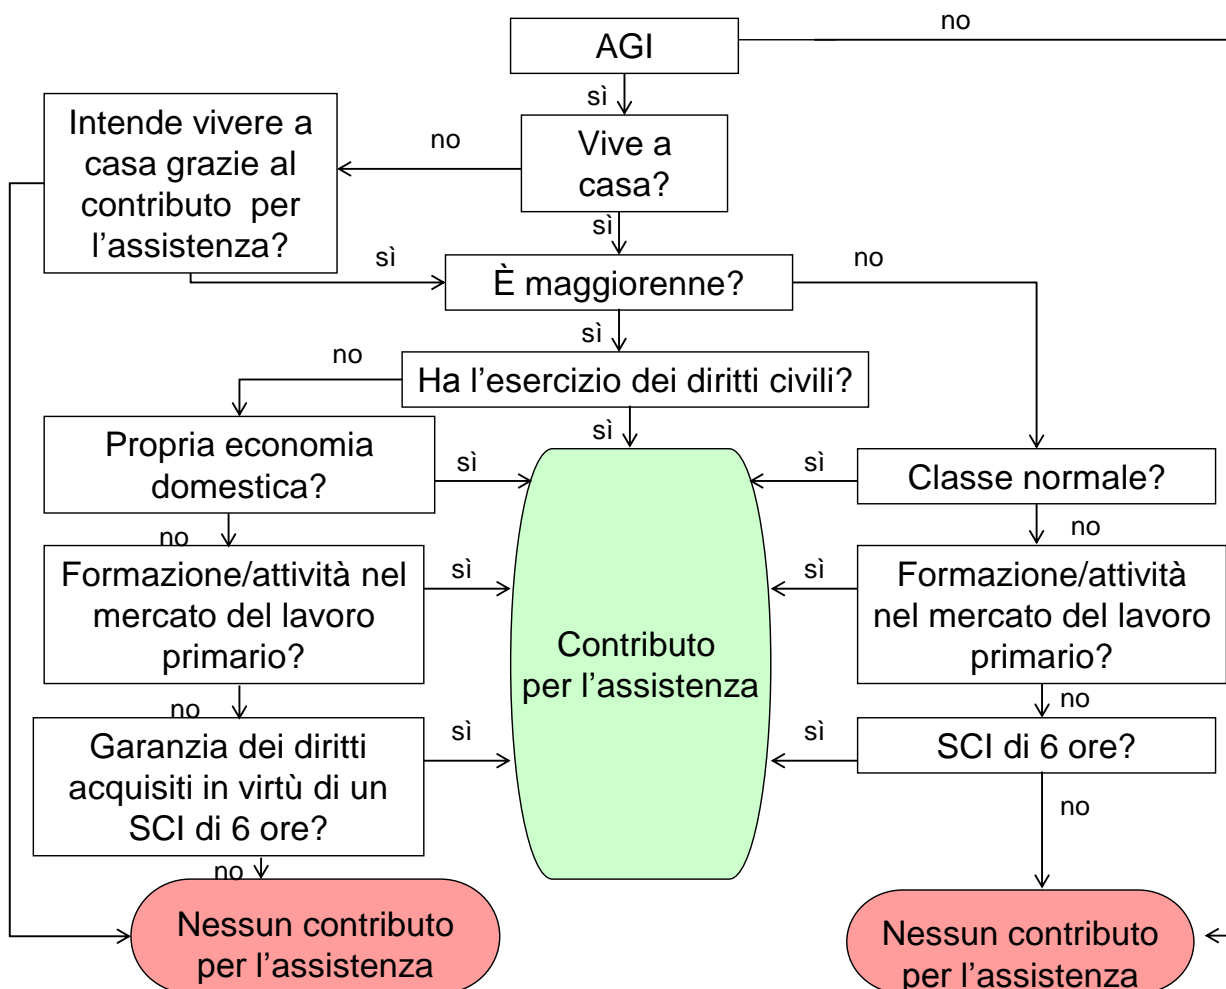 AGI
no
sì
Intende vivere a
casa grazie al
contributo per
l'assistenza?
no
Vive a
casa?
sì
sì
È maggiorenne?
no
sì
no
Ha l'esercizio dei diritti civili?
sì
Propria economia
domestica?
sì
sì
Classe normale?
no
no
Formazione/attività nel
mercato del lavoro
primario?
sì
Contributo
per l'assistenza
sì
Formazione/attività
nel mercato del lavoro
primario?
no
no
Garanzia dei diritti
acquisiti in virtù di un
SCI di 6 ore?
sì
sì
SCI di 6 ore?
no
no
Nessun contributo
per l'assistenza
Nessun contributo
per l'assistenza